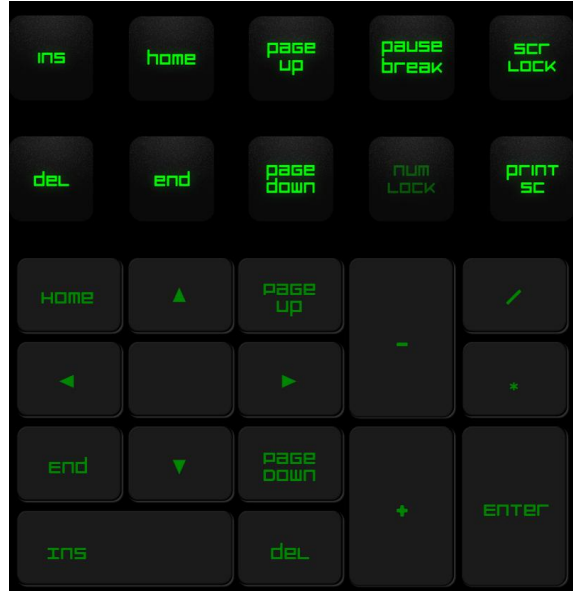 ins
home
page
up
pause
break
scr
LOCK
del
end
page
down
num
LOCK
print
sc
Home
▲
page
up
-
/
◄
►
*
End
▼
page
down
+
Enter
Ins
del